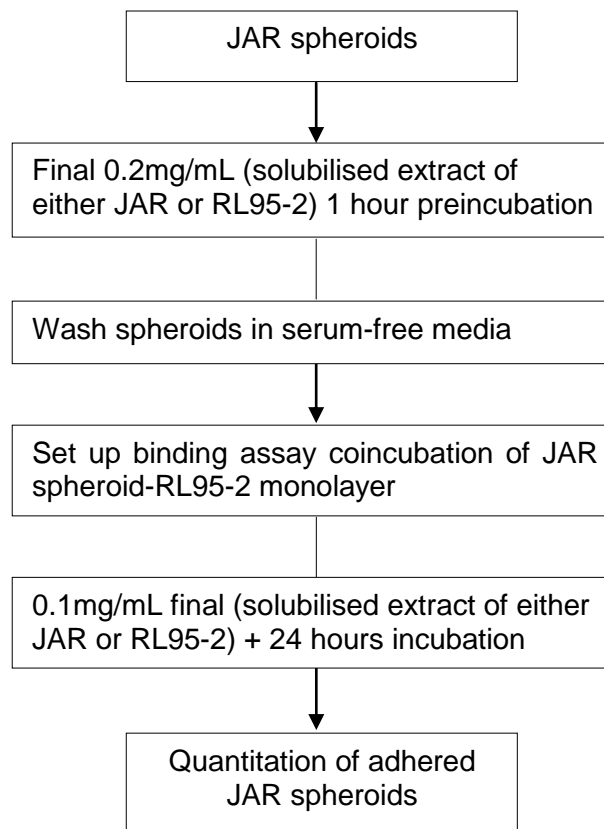 JAR spheroids
Final 0.2mg/mL (solubilised extract of
either JAR or RL95-2) 1 hour preincubation
Wash spheroids in serum-free media
Set up binding assay coincubation of JAR
spheroid-RL95-2 monolayer
0.1mg/mL final (solubilised extract of either
JAR or RL95-2) + 24 hours incubation
Quantitation of adhered
JAR spheroids